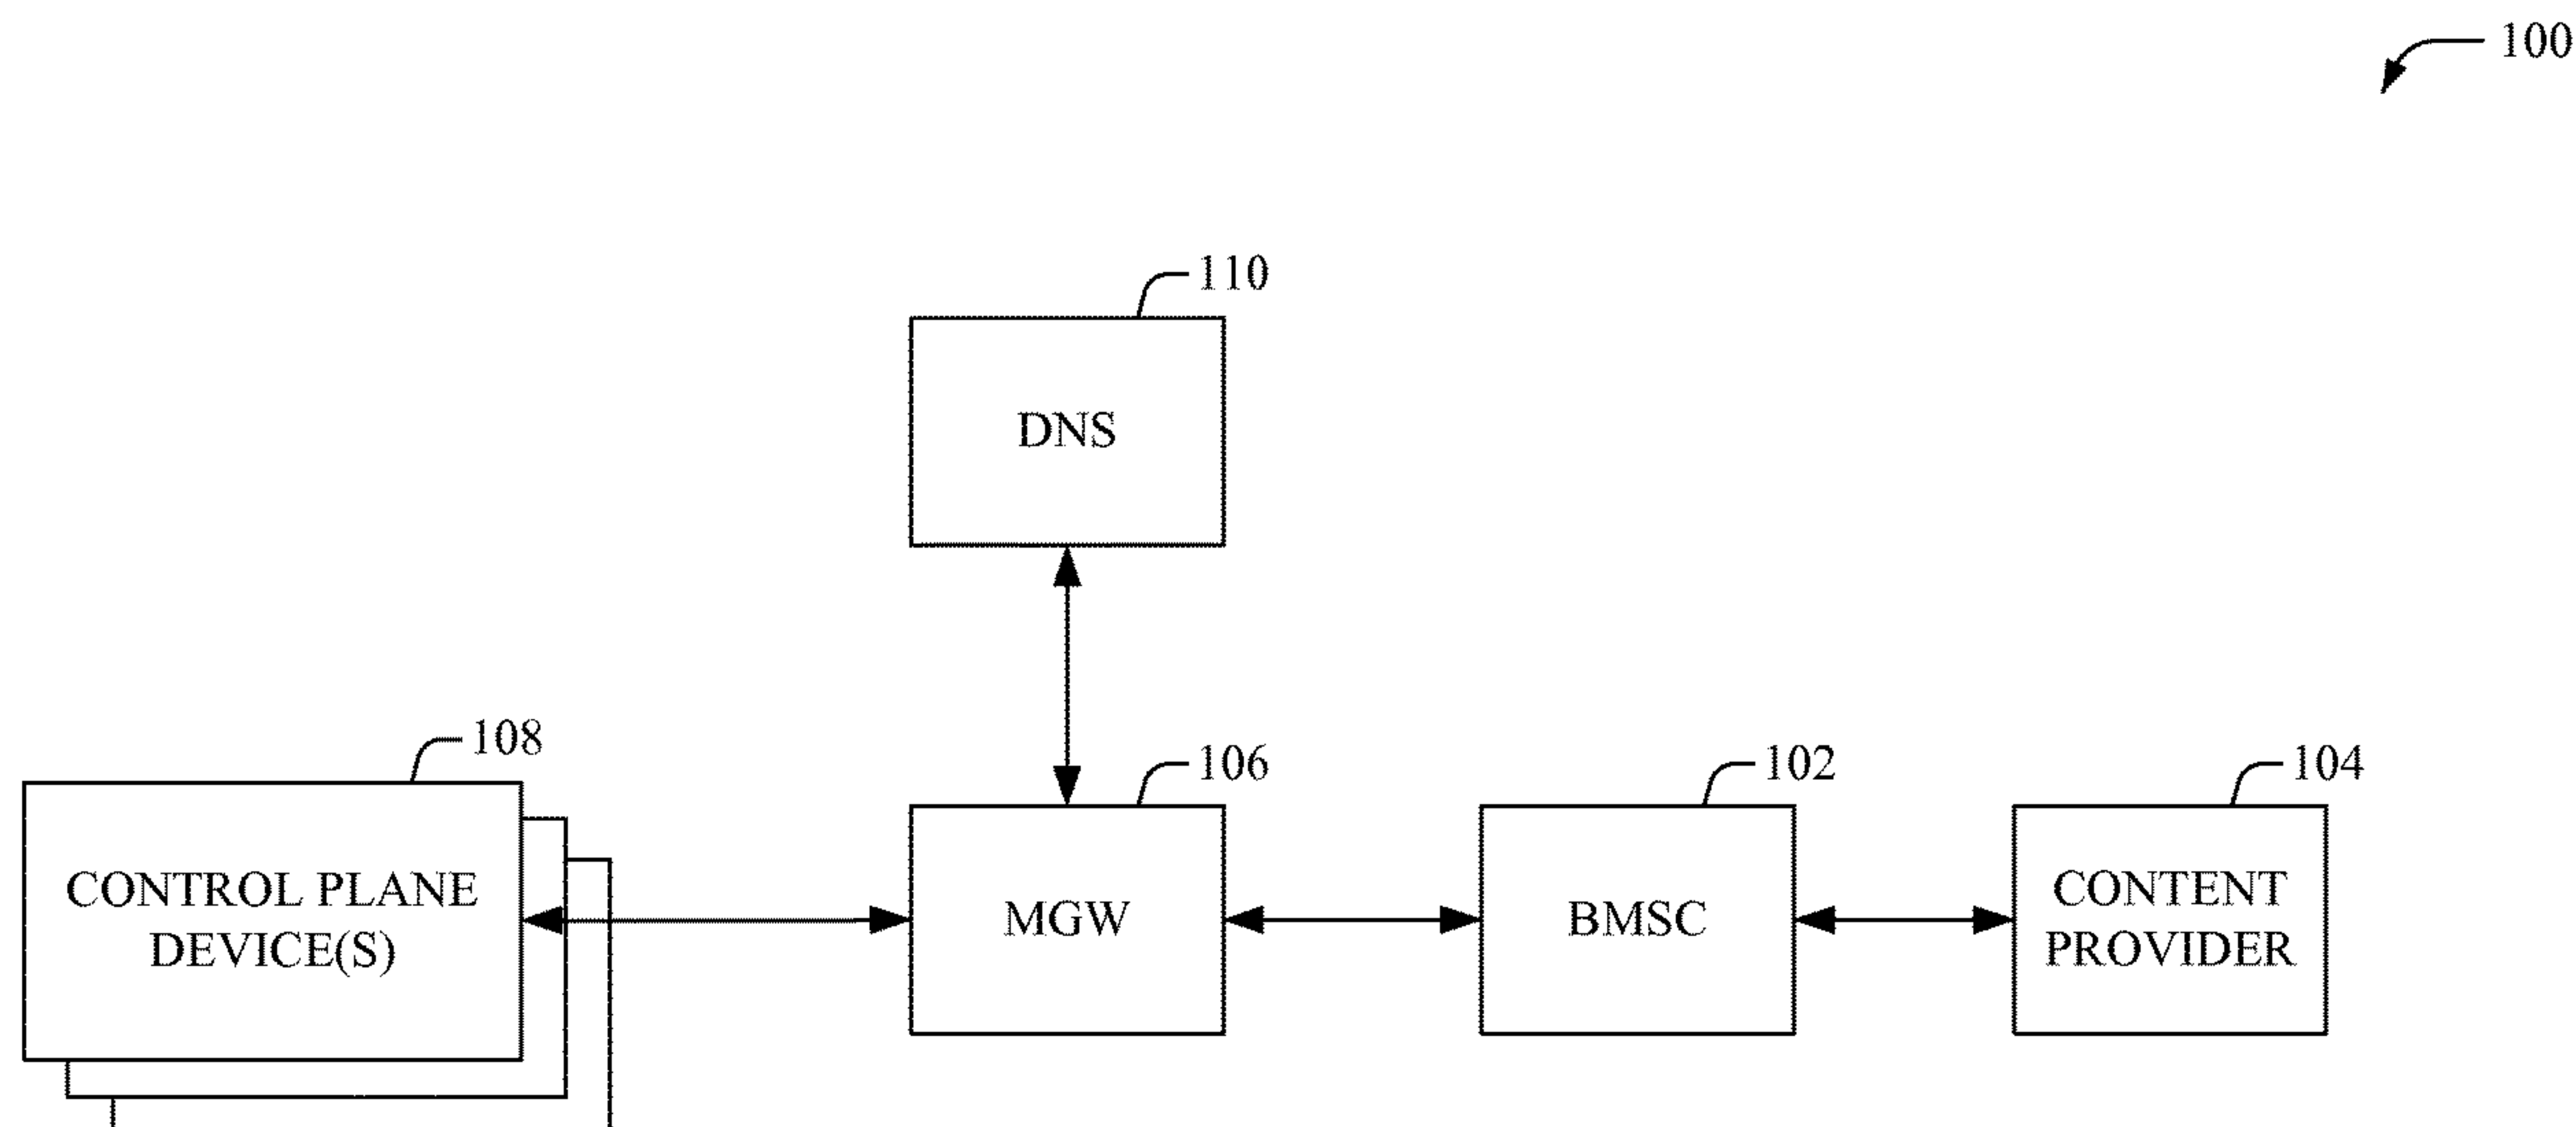 100
110
DNS
108
106
102
104
CONTROL PLANE
DEVICE(S)
MGW
BMSC
CONTENT
PROVIDER